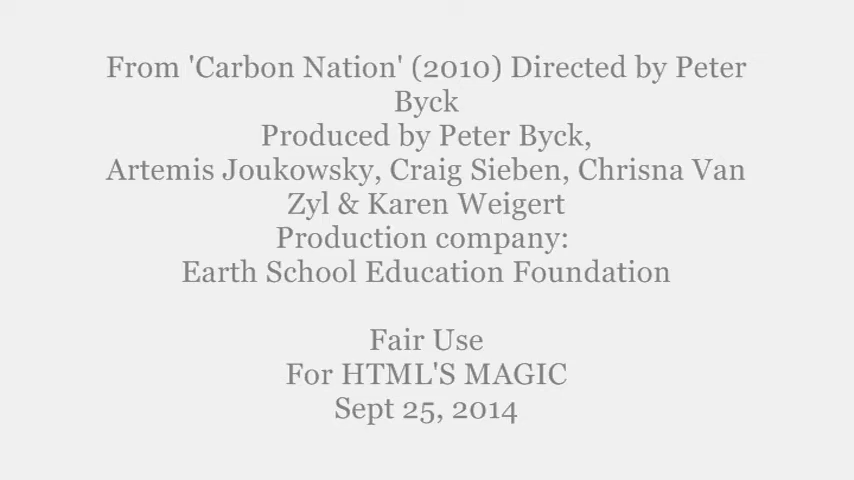 From 'Carbon Nation' (2010) Directed by Peter
Byck
Produced by Peter Byck,
Artemis Joukowsky, Craig Sieben, Chrisna Van
Zyl & Karen Weigert
Production company:
Earth School Education Foundation
Fair Use
For HTML'S MAGIC
Sept 25, 2014